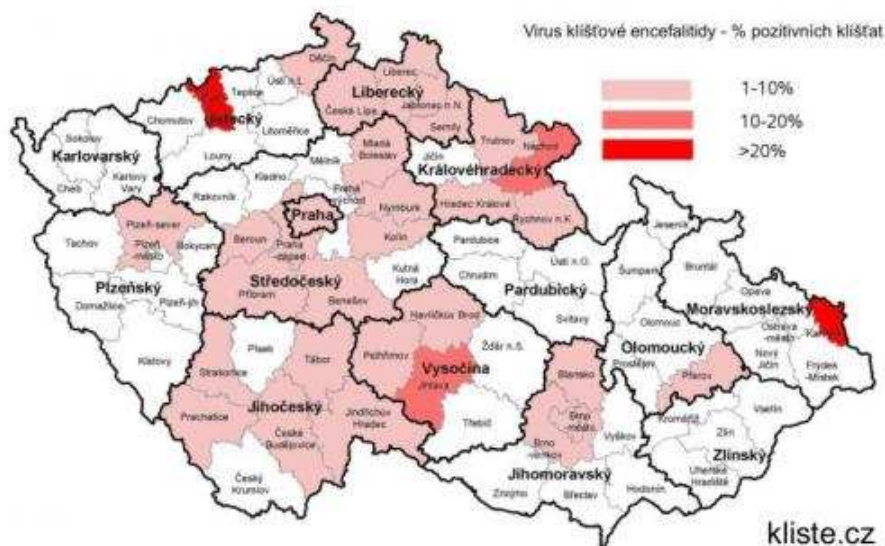 Virus klíšťové encefalitidy - % pozitivních klíšťat
1-10%
10-20%
>20%
Děčín
Liberec
Teplice
Ústí n.L.
Liberecký
Česká Lípa
Jablonec n.N.
Semily
Chomutov
Litoměřice
Louny
Sokolov
Karlovarský
Cheb
Karlovy
Vary
Trutnov
Náchod
Mladá
Boleslav
Jičín
Mělník
Královéhradecký
Kladno
Rakovník
Praha
východ
Praha
Nymburk
Hradec Králové
Rychnov n.K
Plzeň-sever
Beroun
Praha
-západ
Kolín
Jeseník
Tachov
Plzeň
-město
Rokycany
Pardubice
Ústí n.O.
Středočeský
Kutná
Hora
Šumperk
Bruntál
Plzeňský
Plzeň-jih
Příbram
Benešov
Chrudim
Pardubický
Domažlice
Svitavy
Opava
Moravskoslezský
Havlíčkův Brod
Klatovy
Písek
Tábor
Olomouc
Ostrava
-město
Olomoucký
Strakonice
Pelhřimov
Vysočina
Žďár n.S.
Prostějov
Nový
Jičín
Frýdek
-Místek
Jihlava
Blansko
Přerov
Prachatice
Jihočeský
Jindřichův
Hradec
Třebíč
Brno
-město
Kroměříž
Vsetín
České
Budějovice
Brno
-venkov
Vyškov
Zlín
Zlínský
Český
Krumlov
Jihomoravský
Uherské
Hradiště
Znojmo
Břeclav
Hodonín
kliste.cz